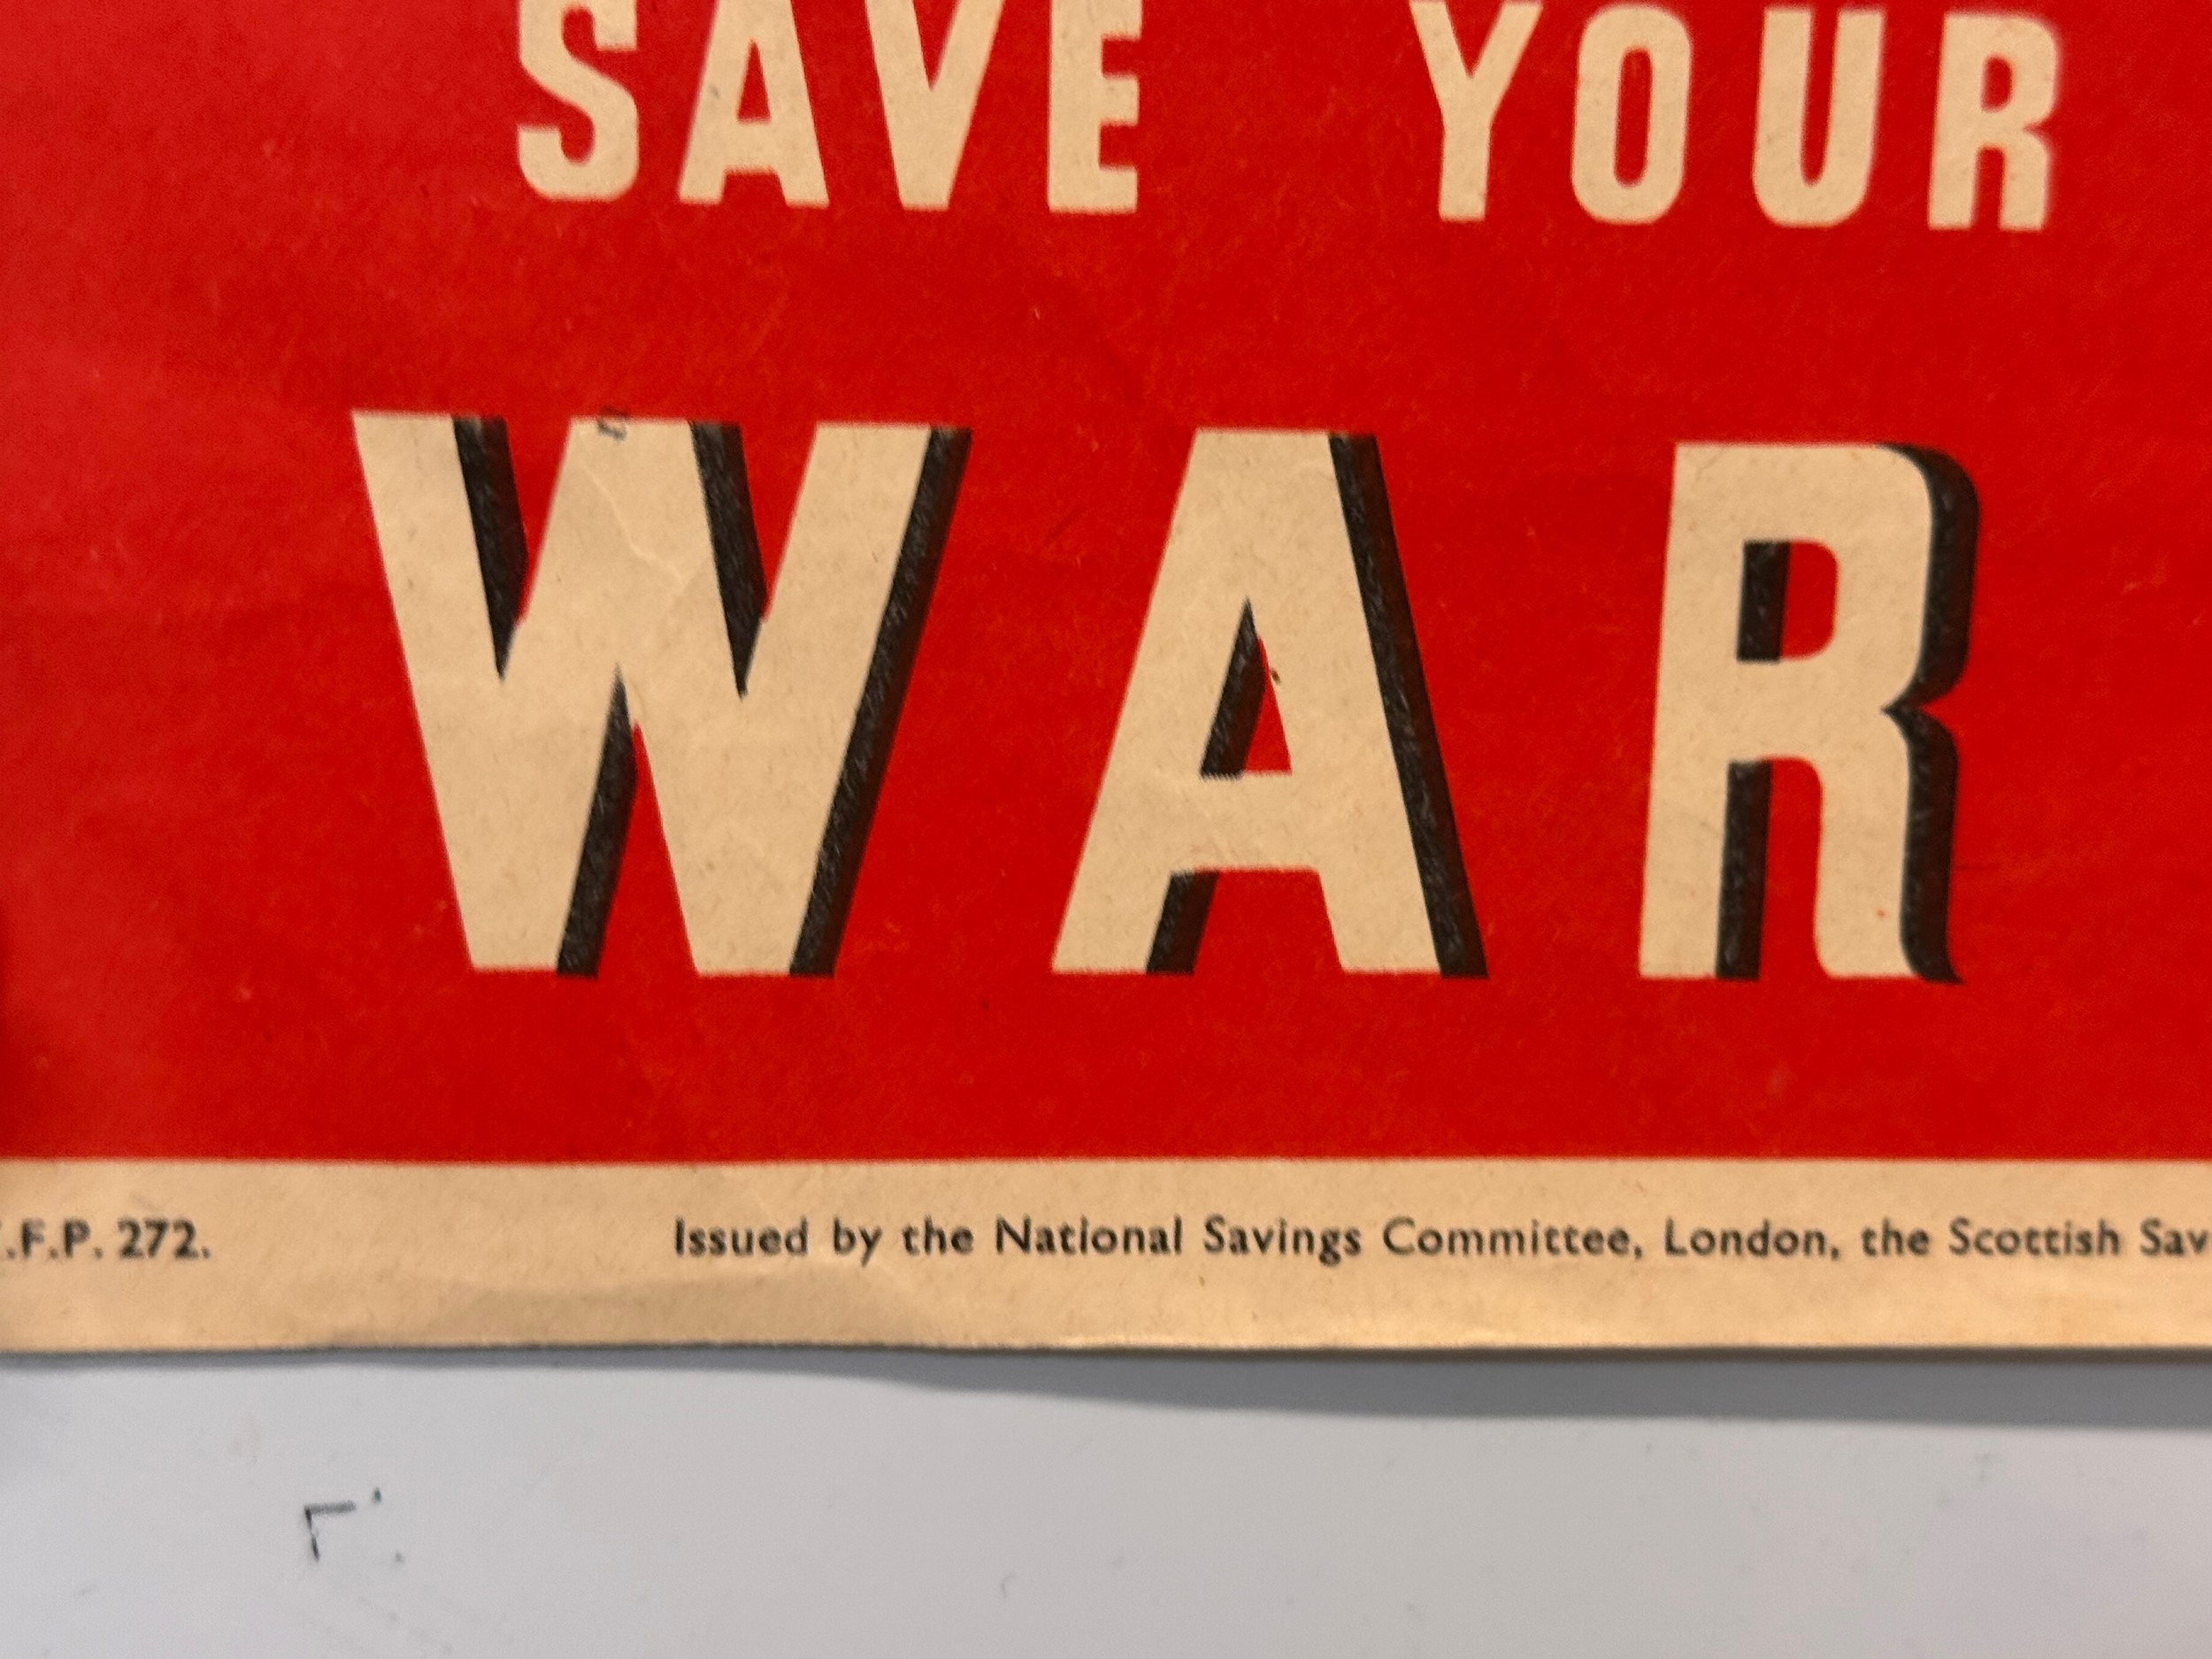 SAVE YOUR
WAR
.F.P. 272.
Issued by the National Savings Committee, London, the Scottish Sav